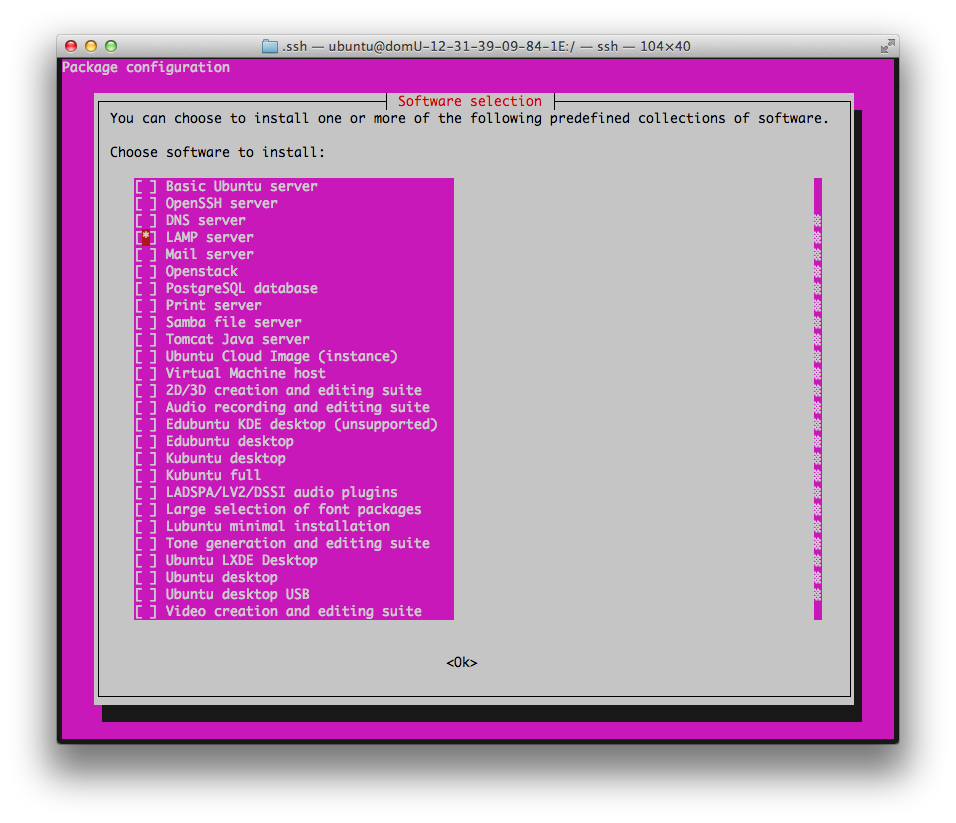 .ssh — ubuntu@domU-12-31-39-09-84-1E:/ — ssh — 104×40
Package configuration
Software selection
You can choose to install one or more of the following predefined collections of software.
Choose software to install:
[ ] Basic Ubuntu server
[ ] OpenSSH server
[ ] DNS server
[*] LAMP server
[ ] Mail server
[ ] Openstack
[ ] PostgreSQL database
[ ] Print server
[ ] Samba file server
[ ] Tomcat Java server
[ ] Ubuntu Cloud Image (instance)
[ ] Virtual Machine host
[ ] 2D/3D creation and editing suite
[ ] Audio recording and editing suite
[ ] Edubuntu KDE desktop (unsupported)
[ ] Edubuntu desktop
[ ] Kubuntu desktop
[ ] Kubuntu full
[ ] LADSPA/LV2/DSSI audio plugins
[ ] Large selection of font packages
[ ] Lubuntu minimal installation
[ ] Tone generation and editing suite
[ ] Ubuntu LXDE Desktop
[ ] Ubuntu desktop
[ ] Ubuntu desktop USB
[ ] Video creation and editing suite
<Ok>